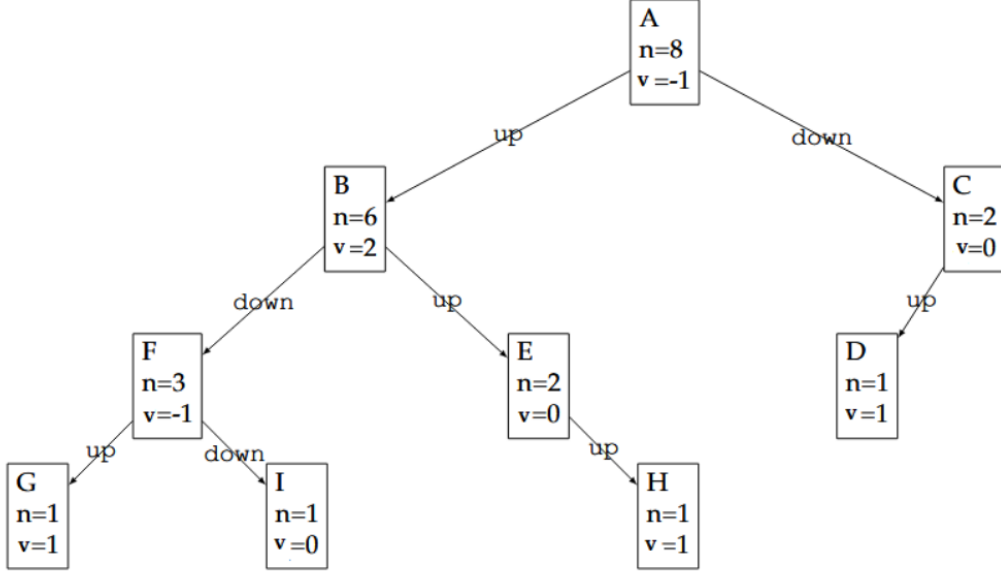 A
n=8
v=-1
up
down
B
n=6
v=2
C
n=2
v=0
down
up
up
F
n=3
v=-1
E
n=2
v=0
D
n=1
v=1
up
down
up
G
n=1
v=1
I
n=1
v=0
H
n=1
v=1